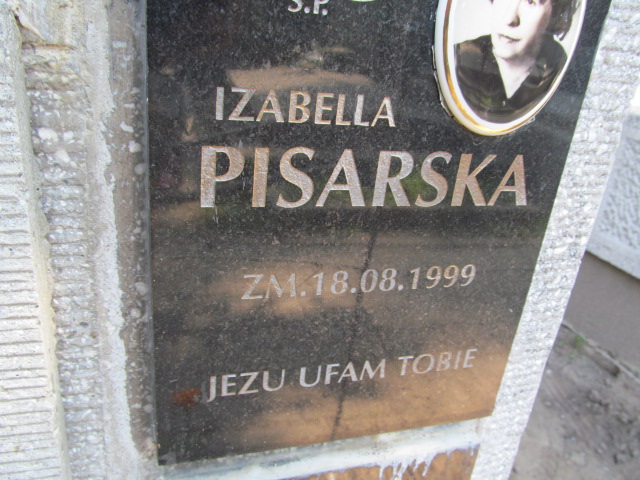 Ś.P.
IZABELLA
PISARSKA
ZM.18.08.1999
JEZU UFAM TOBIE